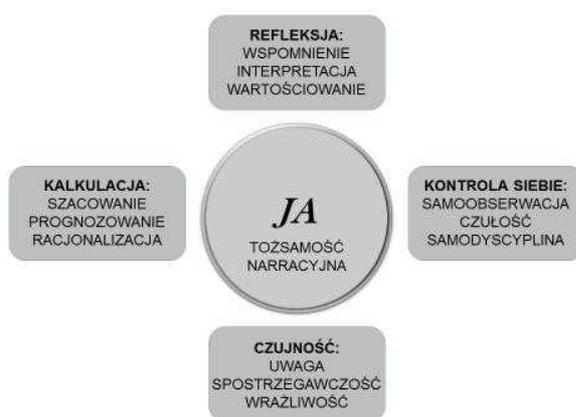 REFLEKSJA:
WSPOMNIENIE
INTERPRETACJA
WARTOŚCIOWANIE
KALKULACJA:
SZACOWANIE
PROGNOZOWANIE
RACJONALIZACJA
JA
TOŻSAMOŚĆ
NARRACYJNA
KONTROLA SIEBIE:
SAMOOBSERWACJA
CZUŁOŚĆ
SAMODYSCYPLINA
CZUJNOŚĆ:
UWAGA
SPOSTRZEGAWCZOŚĆ
WRAŻLIWOŚĆ